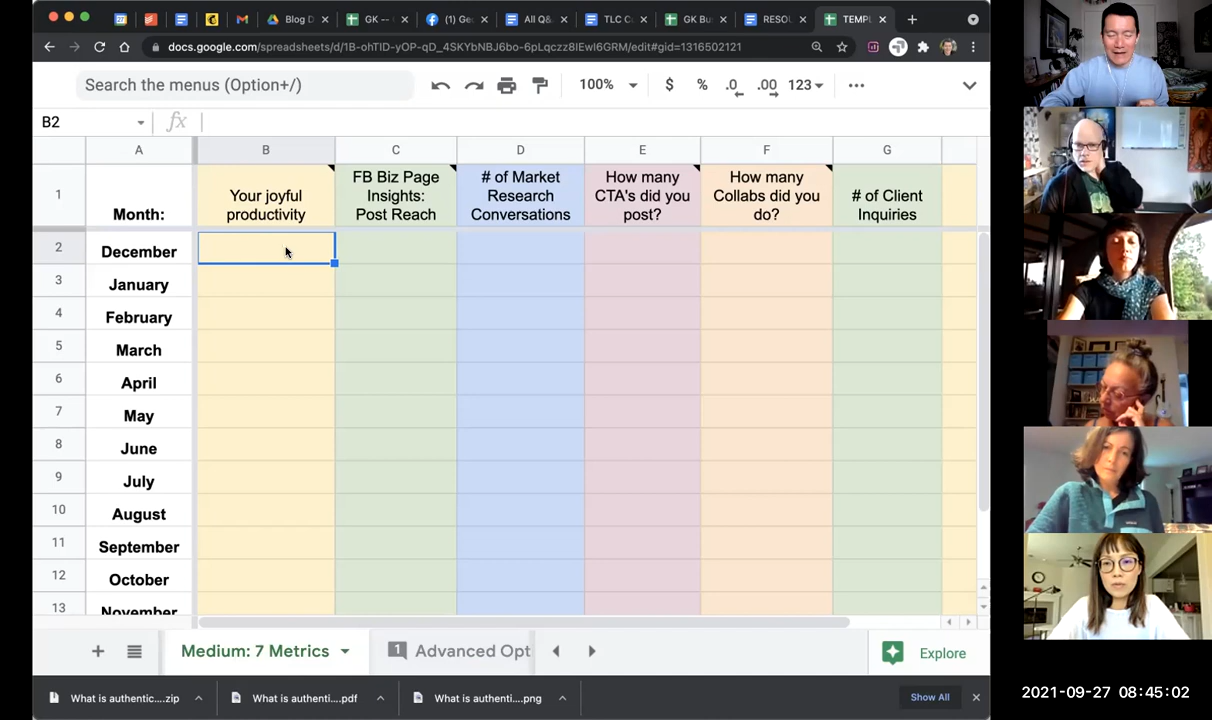 Blog D
GK --
(1) Ge
All Q&
TLC C
GK Bu
RESO
TEMPL
docs.google.com/spreadsheets/d/1B-ohTID-yOP-qD_4SKYbNBJ6bo-6pLqczz8IEwI6GRM/edit#gid=1316502121
Search the menus (Option+/)
100%
$
%
.0
.00
123
B2
fx
A
B
C
D
E
F
G
1
Month:
Your joyful
productivity
FB Biz Page
Insights:
Post Reach
# of Market
Research
Conversations
How many
CTA's did you
post?
How many
Collabs did you
do?
# of Client
Inquiries
2
December
3
January
4
February
5
March
6
April
7
May
8
June
9
July
10
August
11
September
12
October
13
November
Medium: 7 Metrics
1
Advanced Opt
Explore
What is authentic....zip
What is authenti....pdf
What is authenti....png
Show All
2021-09-27 08:45:02